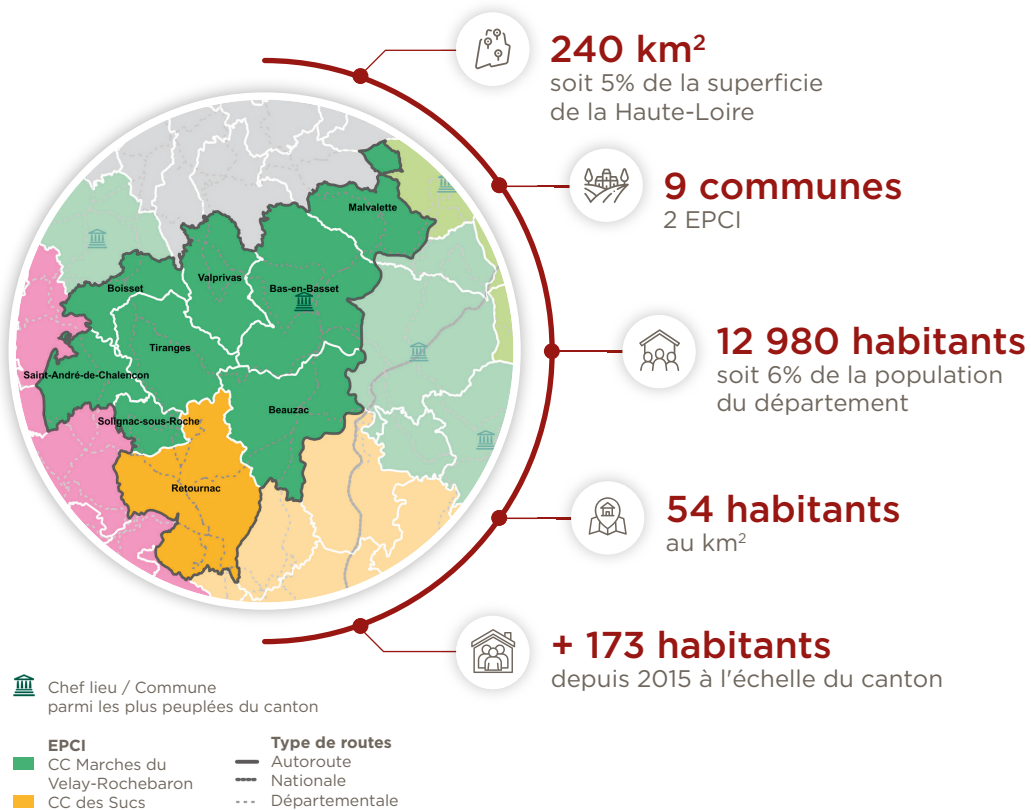 240 km²
soit 5% de la superficie
de la Haute-Loire
9 communes
2 EPCI
12 980 habitants
soit 6% de la population
du département
54 habitants
au km²
+ 173 habitants
depuis 2015 à l'échelle du canton
Malvalette
Valprivas
Bas-en-Basset
Boisset
Tiranges
Saint-André-de-Chalencon
Beauzac
Solignac-sous-Roche
Retournac
Chef lieu / Commune
parmi les plus peuplées du canton
EPCI
CC Marches du
Velay-Rochebaron
CC des Sucs
Type de routes
Autoroute
Nationale
Départementale